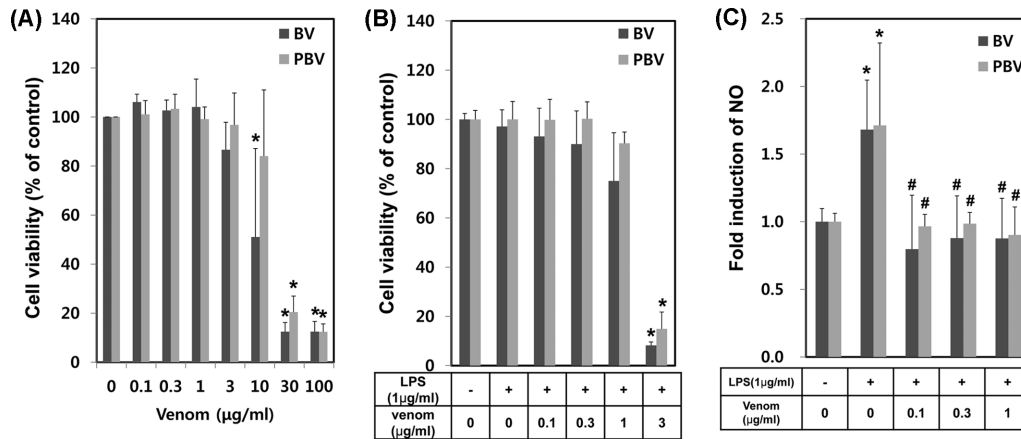 (A)
140
120
100
80
60
40
20
0
Cell viability (% of control)
BV
PBV
*
* *
* *
0 0.1 0.3 1 3 10 30 100
Venom (μg/ml)
(B)
140
120
100
80
60
40
20
0
Cell viability (% of control)
BV
PBV
* *
LPS (1μg/ml) - + + + + +
venom (μg/ml) 0 0 0.1 0.3 1 3
(C)
2.5
2.0
1.5
1.0
0.5
0.0
Fold induction of NO
BV
PBV
* *
# # # # # #
LPS(1μg/ml) - + + + +
Venom (μg/ml) 0 0 0.1 0.3 1